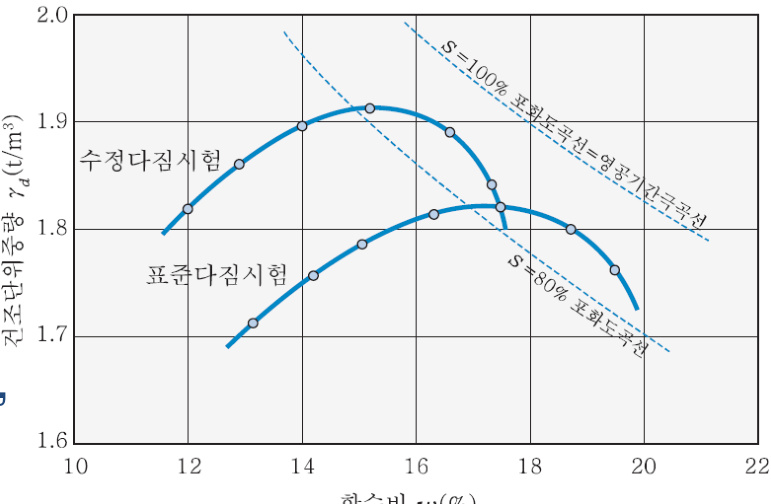 2.0
1.9
1.8
1.7
1.6
건조단위중량 γd(t/m³)
S=100% 포화도곡선=영공기간극곡선
수정다짐시험
표준다짐시험
S=80% 포화도곡선
10 12 14 16 18 20 22
함수비 w(%)